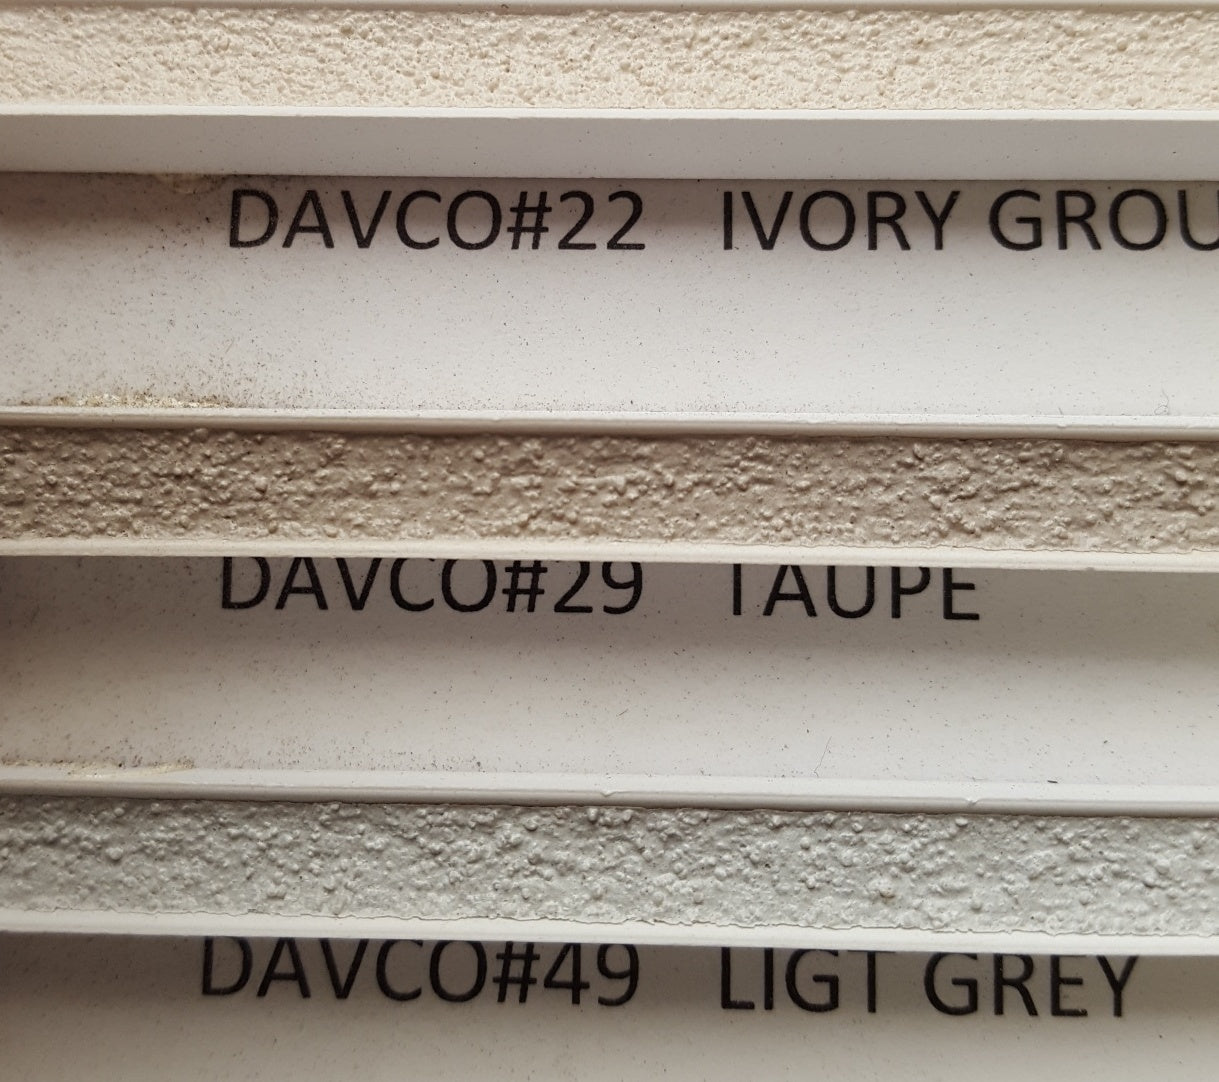 DAVCO#22 IVORY GROU
DAVCO#29 TAUPE
DAVCO#49 LIGT GREY